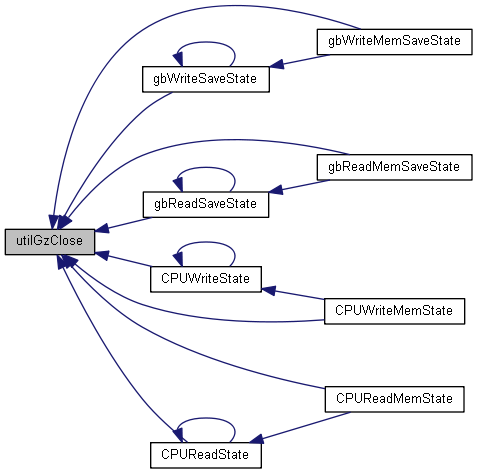 gbWriteMemSaveState
gbWriteSaveState
gbReadMemSaveState
gbReadSaveState
utilGzClose
CPUWriteState
CPUWriteMemState
CPUReadMemState
CPUReadState